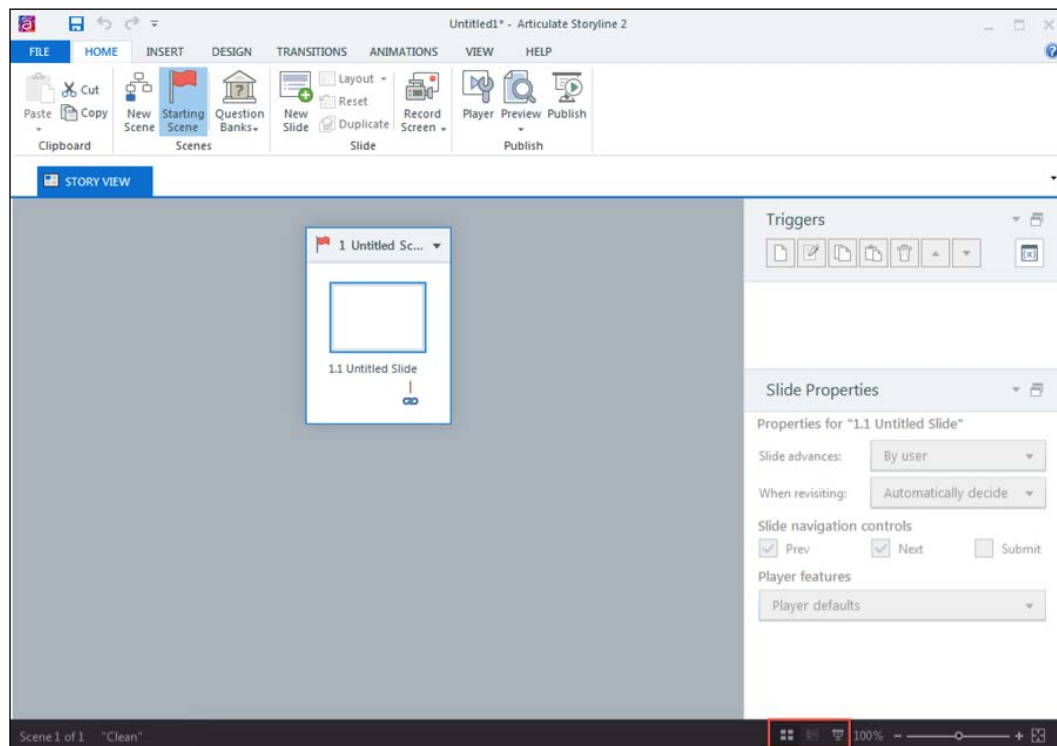 Untitled1* - Articulate Storyline 2
FILE HOME INSERT DESIGN TRANSITIONS ANIMATIONS VIEW HELP
Paste Cut Copy New Scene Starting Scene Question Banks New Slide Layout Reset Duplicate Record Screen Player Preview Publish
Clipboard Scenes Slide Publish
STORY VIEW
1 Untitled Sc...
1.1 Untitled Slide
Triggers
Slide Properties
Properties for "1.1 Untitled Slide"
Slide advances: By user
When revisiting: Automatically decide
Slide navigation controls
Prev Next Submit
Player features
Player defaults
Scene 1 of 1 "Clean" 100%